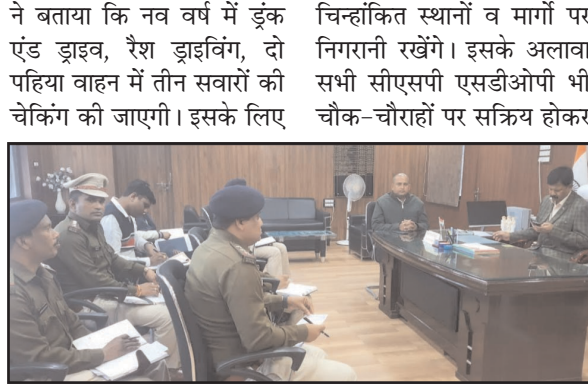 ने बताया कि नव वर्ष में ड्रंक
एंड ड्राइव, रैश ड्राइविंग, दो
पहिया वाहन में तीन सवारों की
चेकिंग की जाएगी। इसके लिए
चिन्हांकित स्थानों व मार्गो पर
निगरानी रखेंगे। इसके अलावा
सभी सीएसपी एसडीओपी भी
चौक-चौराहों पर सक्रिय होकर